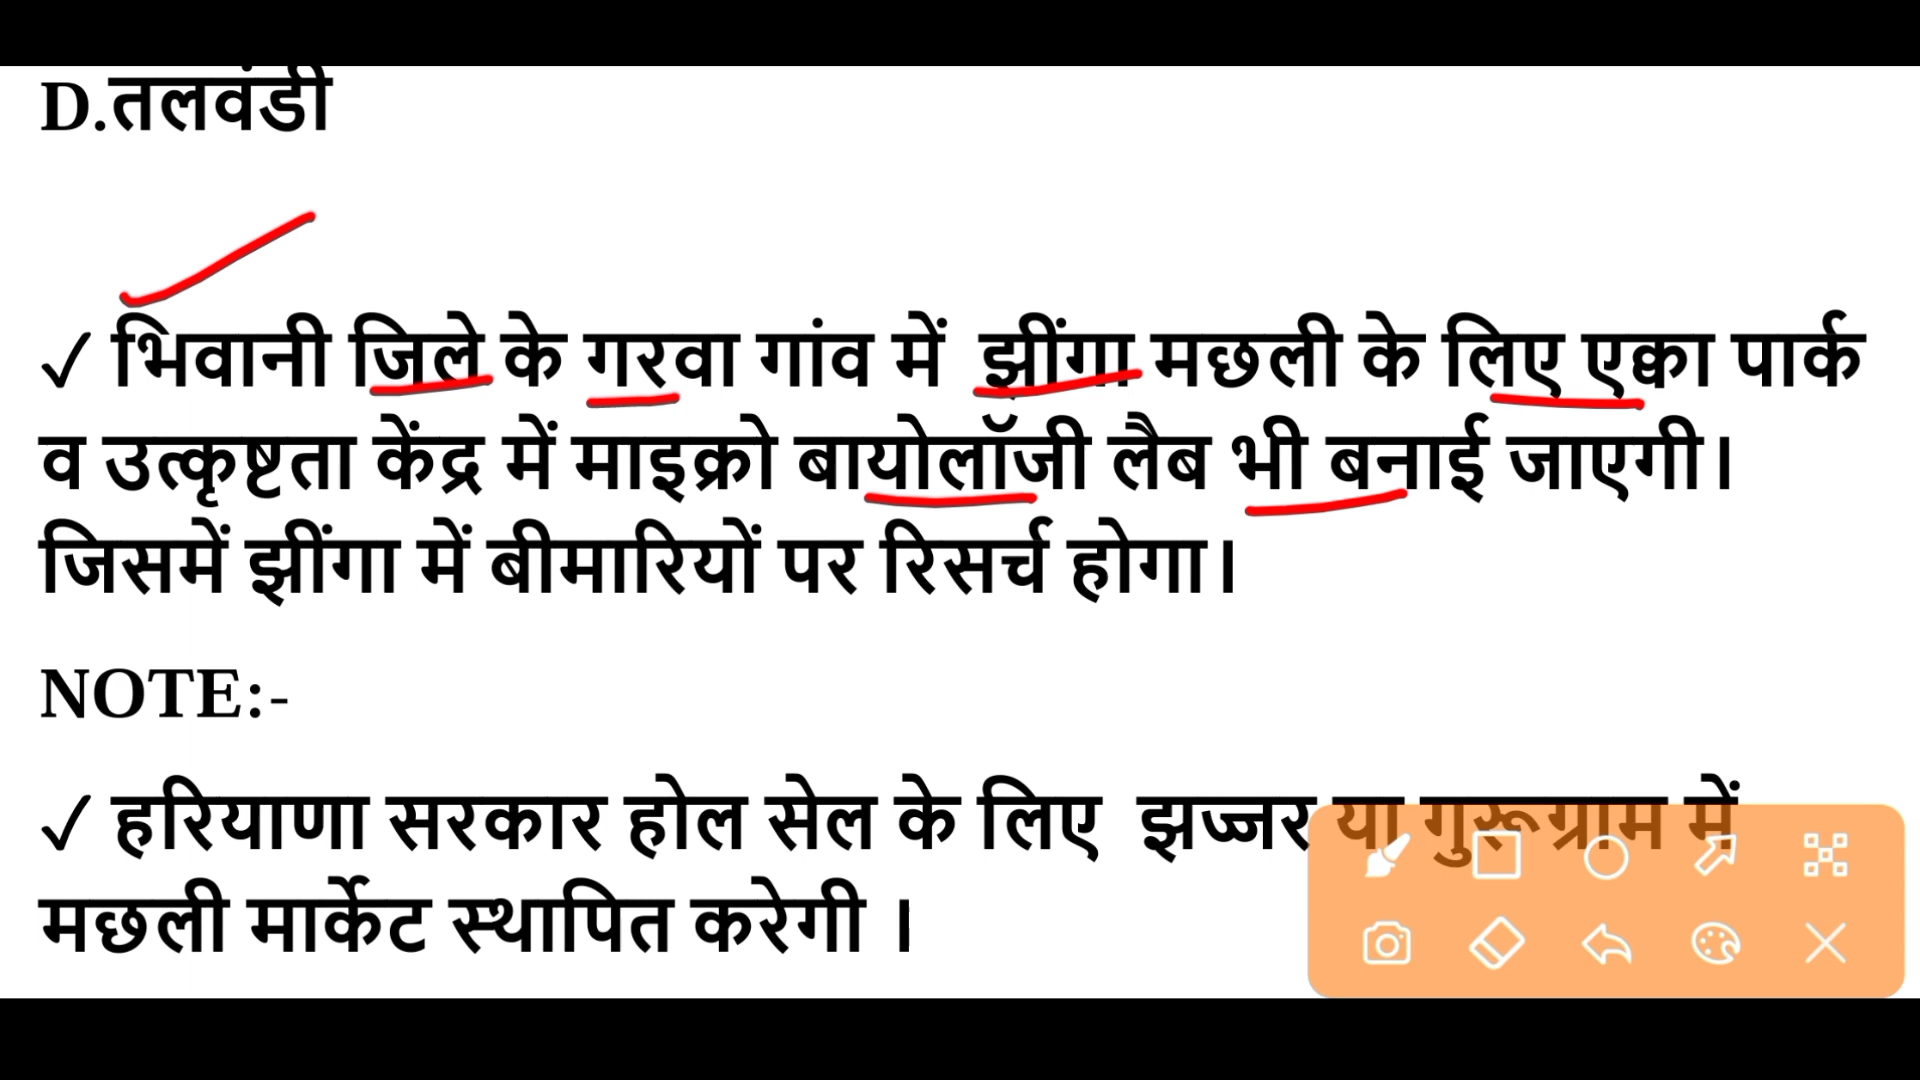 D.तलवंडी
✓ भिवानी जिले के गरवा गांव में झींगा मछली के लिए एक्वा पार्क
व उत्कृष्टता केंद्र में माइक्रो बायोलॉजी लैब भी बनाई जाएगी।
जिसमें झींगा में बीमारियों पर रिसर्च होगा।
NOTE:-
✓ हरियाणा सरकार होल सेल के लिए झज्जर या गुरूग्राम में
मछली मार्केट स्थापित करेगी ।